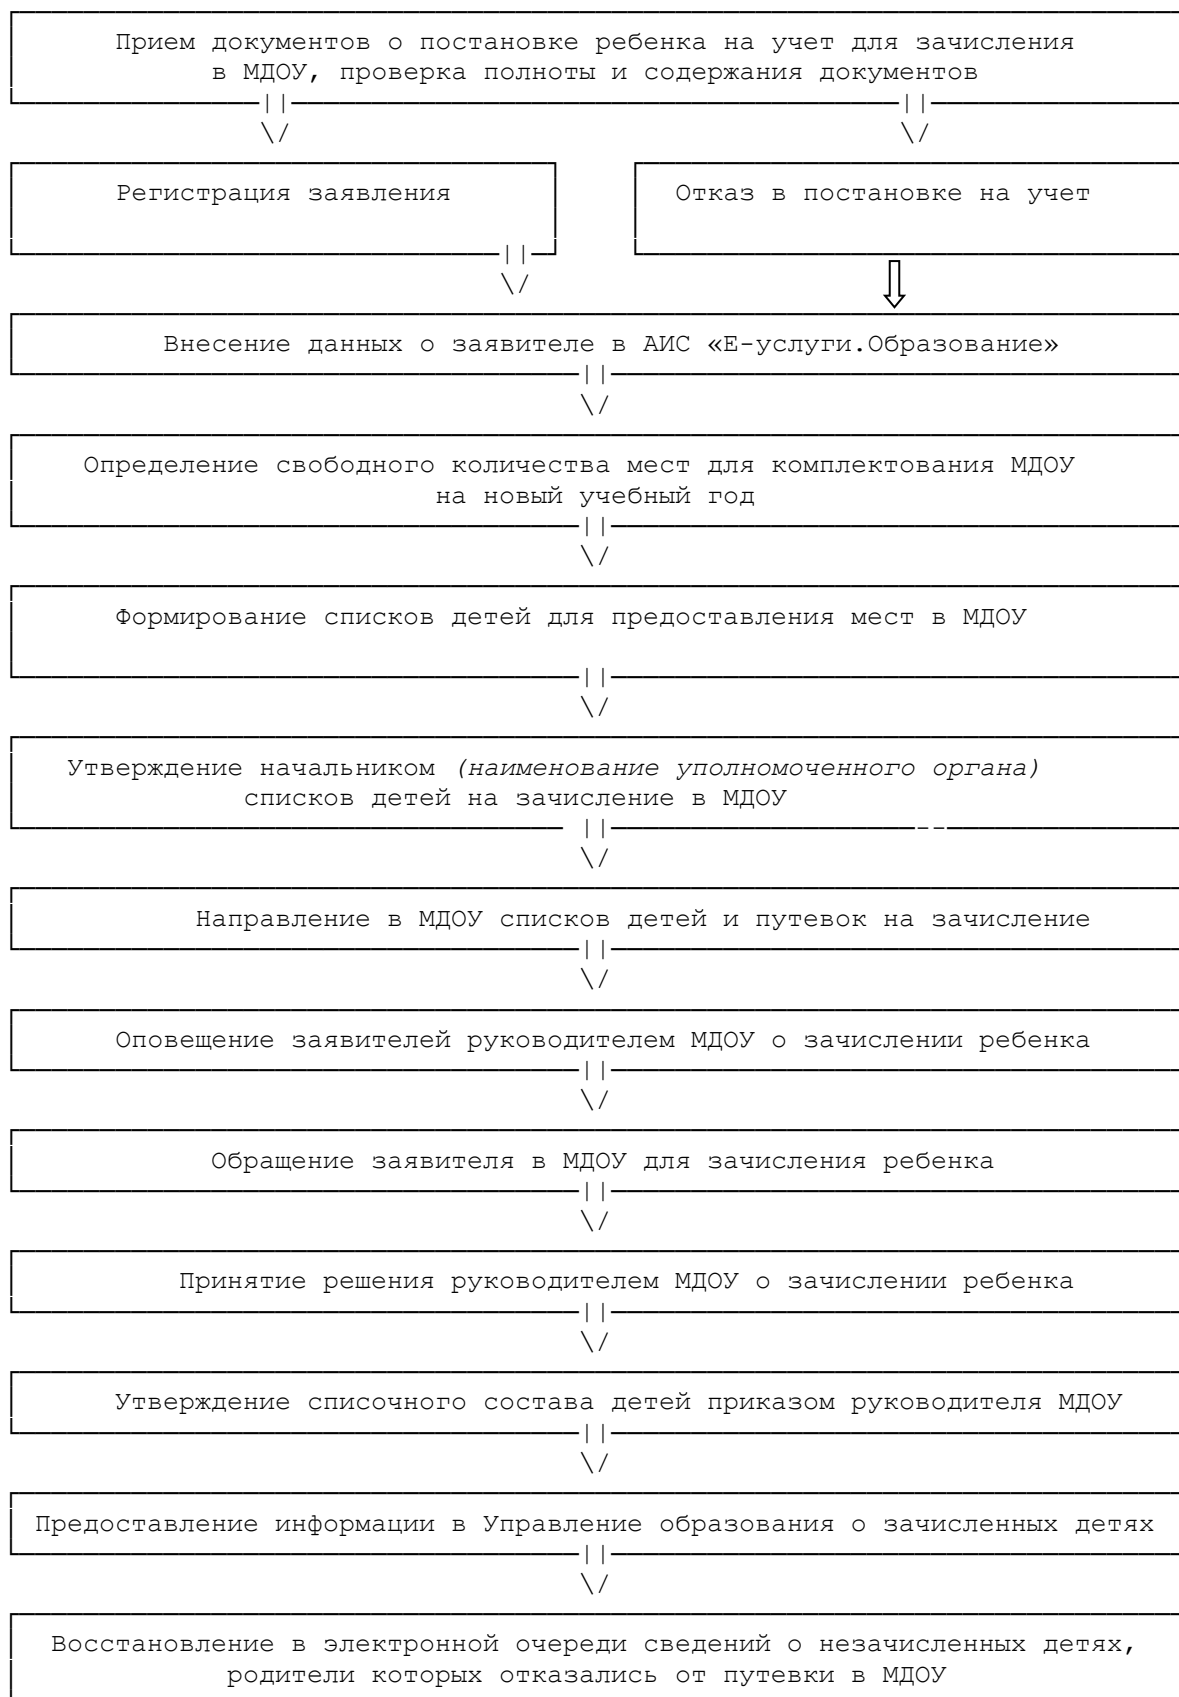 Прием документов о постановке ребенка на учет для зачисления
в МДОУ, проверка полноты и содержания документов
Регистрация заявления
Отказ в постановке на учет
Внесение данных о заявителе в АИС «Е-услуги.Образование»
Определение свободного количества мест для комплектования МДОУ
на новый учебный год
Формирование списков детей для предоставления мест в МДОУ
Утверждение начальником (наименование уполномоченного органа)
списков детей на зачисление в МДОУ
Направление в МДОУ списков детей и путевок на зачисление
Оповещение заявителей руководителем МДОУ о зачислении ребенка
Обращение заявителя в МДОУ для зачисления ребенка
Принятие решения руководителем МДОУ о зачислении ребенка
Утверждение списочного состава детей приказом руководителя МДОУ
Предоставление информации в Управление образования о зачисленных детях
Восстановление в электронной очереди сведений о незачисленных детях,
родители которых отказались от путевки в МДОУ